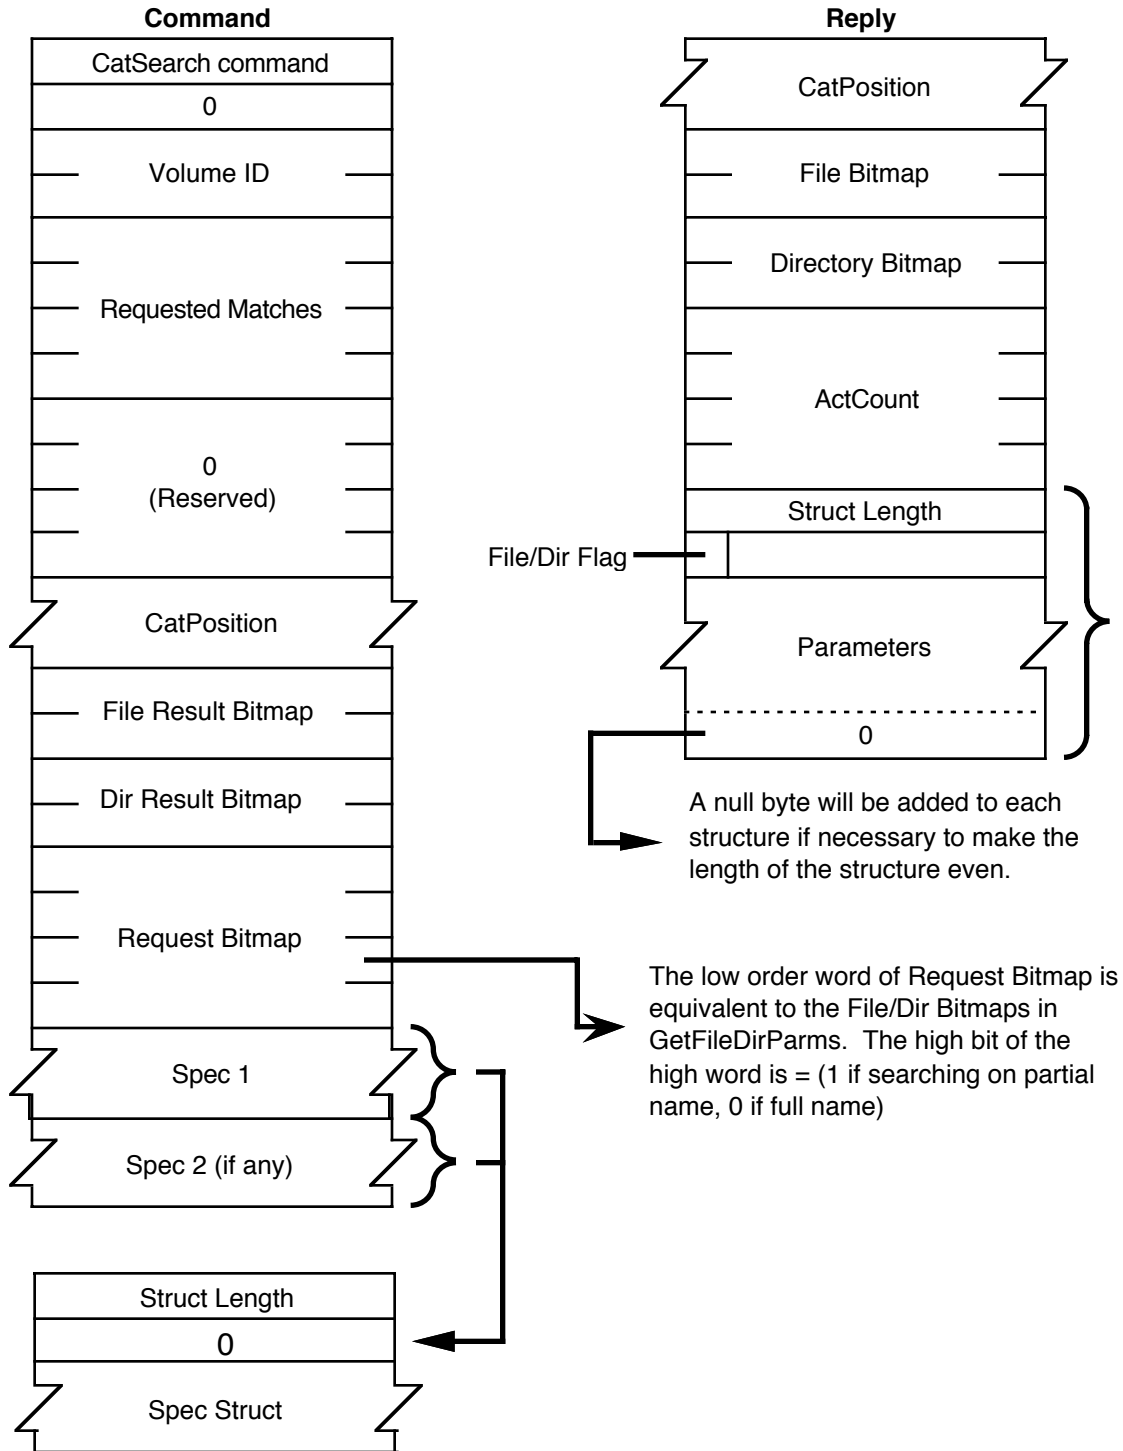 Command
CatSearch command
0
Volume ID
Requested Matches
0
(Reserved)
CatPosition
File Result Bitmap
Dir Result Bitmap
Request Bitmap
Spec 1
Spec 2 (if any)
Struct Length
0
Spec Struct
Reply
CatPosition
File Bitmap
Directory Bitmap
ActCount
Struct Length
File/Dir Flag
Parameters
0
A null byte will be added to each
structure if necessary to make the
length of the structure even.
The low order word of Request Bitmap is
equivalent to the File/Dir Bitmaps in
GetFileDirParms. The high bit of the
high word is = (1 if searching on partial
name, 0 if full name)